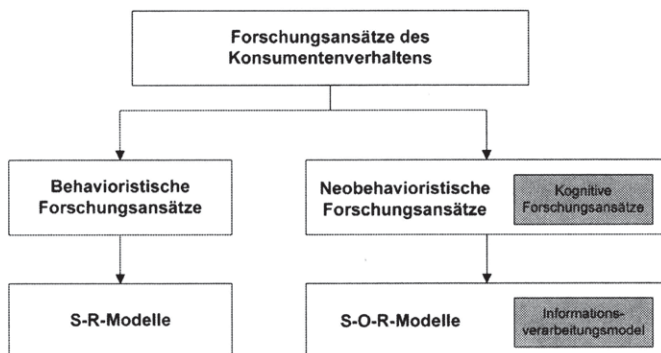 Forschungsansätze des
Konsumentenverhaltens
Behavioristische
Forschungsansätze
Neobehavioristische
Forschungsansätze
Kognitive
Forschungsansätze
S-R-Modelle
S-O-R-Modelle
Informations-
verarbeitungsmodel